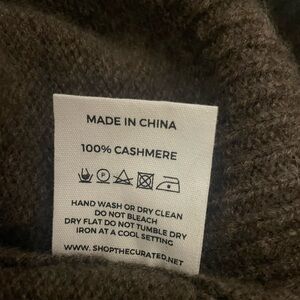 MADE IN CHINA
100% CASHMERE
P
HAND WASH OR DRY CLEAN
DO NOT BLEACH
DRY FLAT DO NOT TUMBLE DRY
IRON AT A COOL SETTING
WWW. SHOPTHECURATED.NET